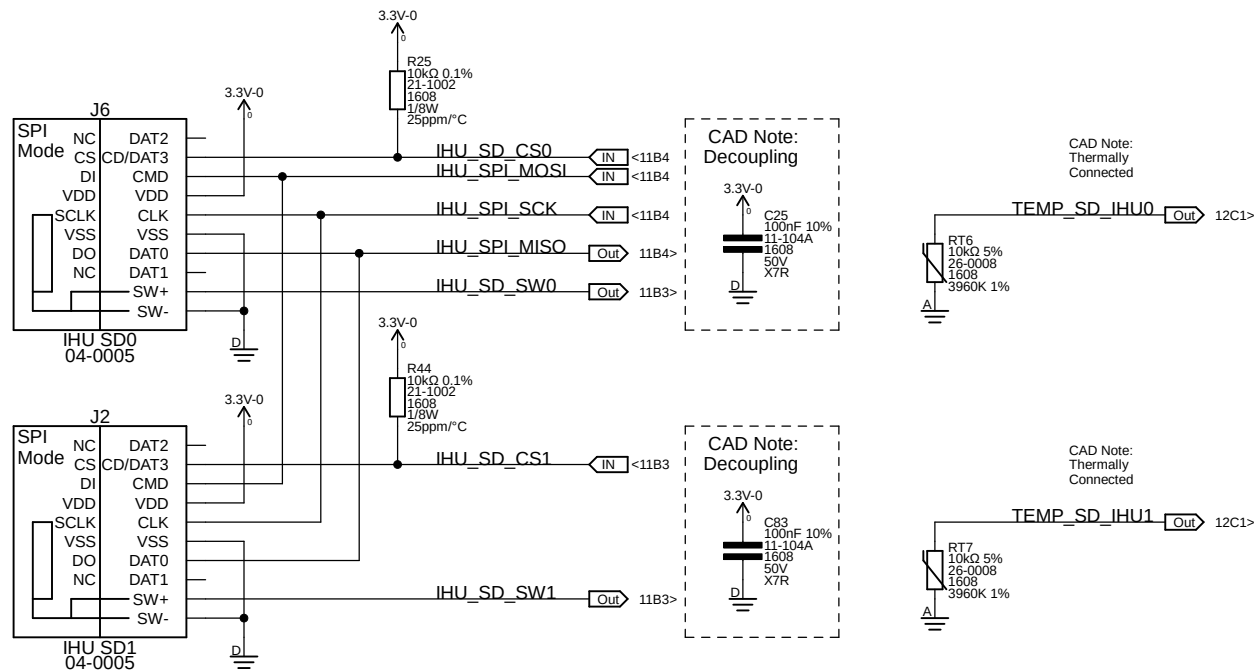 3.3V-0
0
R25
10kΩ 0.1%
21-1002
1608
1/8W
25ppm/°C
3.3V-0
0
J6
SPI
Mode
NC DAT2
CS CD/DAT3
DI CMD
VDD VDD
SCLK CLK
VSS VSS
DO DAT0
NC DAT1
SW+
SW-
IHU SD0
04-0005
D
IHU_SD_CS0 IN <11B4
IHU_SPI_MOSI IN <11B4
IHU_SPI_SCK IN <11B4
IHU_SPI_MISO Out 11B4>
IHU_SD_SW0 Out 11B3>
CAD Note:
Decoupling
3.3V-0
0
C25
100nF 10%
11-104A
1608
50V
X7R
D
CAD Note:
Thermally
Connected
TEMP_SD_IHU0 Out 12C1>
RT6
10kΩ 5%
26-0008
1608
3960K 1%
A
3.3V-0
0
R44
10kΩ 0.1%
21-1002
1608
1/8W
25ppm/°C
3.3V-0
0
J2
SPI
Mode
NC DAT2
CS CD/DAT3
DI CMD
VDD VDD
SCLK CLK
VSS VSS
DO DAT0
NC DAT1
SW+
SW-
IHU SD1
04-0005
D
IHU_SD_CS1 IN <11B3
IHU_SD_SW1 Out 11B3>
CAD Note:
Decoupling
3.3V-0
0
C83
100nF 10%
11-104A
1608
50V
X7R
D
CAD Note:
Thermally
Connected
TEMP_SD_IHU1 Out 12C1>
RT7
10kΩ 5%
26-0008
1608
3960K 1%
A